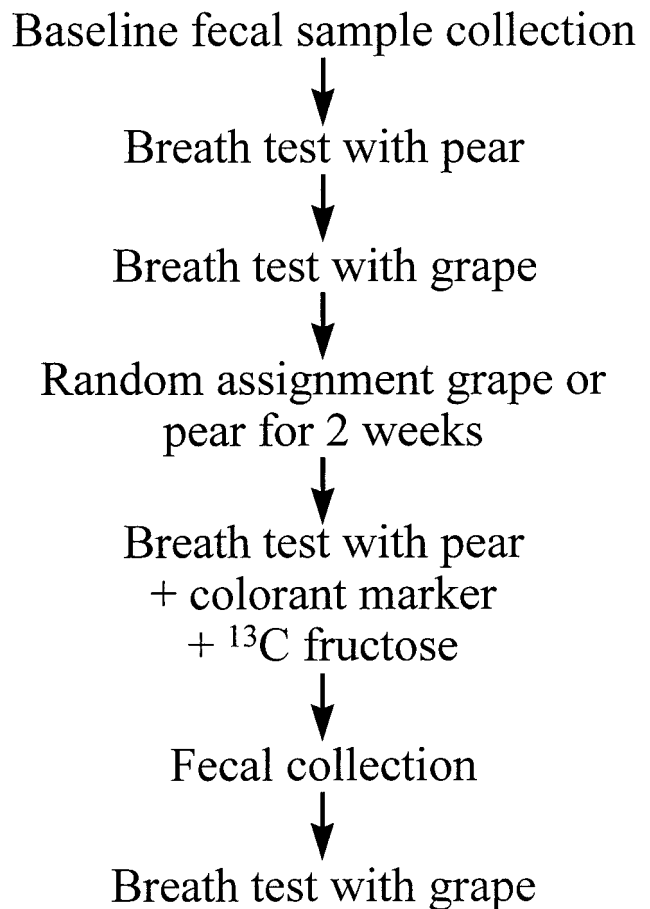 Baseline fecal sample collection
Breath test with pear
Breath test with grape
Random assignment grape or
pear for 2 weeks
Breath test with pear
+ colorant marker
+ ¹³C fructose
Fecal collection
Breath test with grape